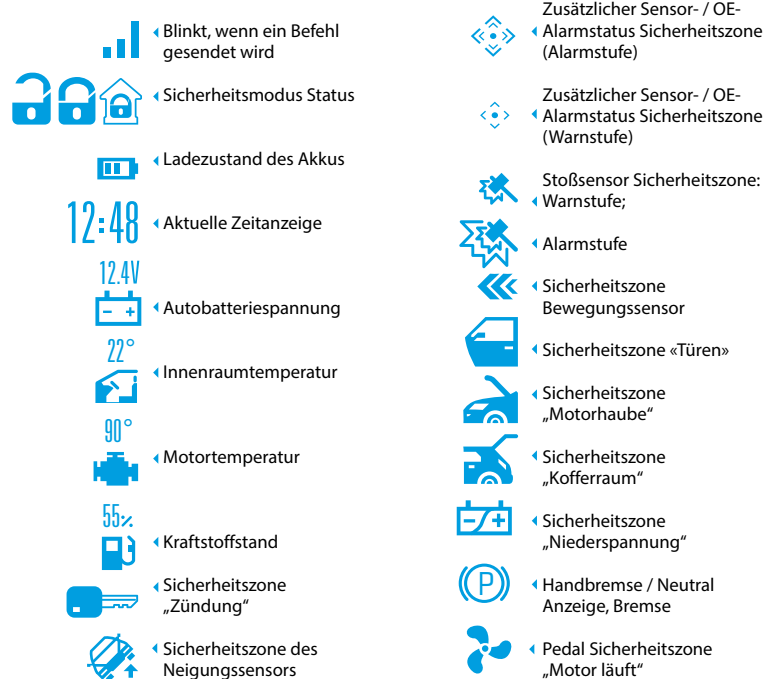 Blinkt, wenn ein Befehl
gesendet wird
Sicherheitsmodus Status
Ladezustand des Akkus
12:48
Aktuelle Zeitanzeige
12.4V
Autobatteriespannung
22°
Innenraumtemperatur
90°
Motortemperatur
55%
Kraftstoffstand
Sicherheitszone
„Zündung“
Sicherheitszone des
Neigungssensors
Zusätzlicher Sensor- / OE-
Alarmstatus Sicherheitszone
(Alarmstufe)
Zusätzlicher Sensor- / OE-
Alarmstatus Sicherheitszone
(Warnstufe)
Stoßsensor Sicherheitszone:
Warnstufe;
Alarmstufe
Sicherheitszone
Bewegungssensor
Sicherheitszone «Türen»
Sicherheitszone
„Motorhaube“
Sicherheitszone
„Kofferraum“
Sicherheitszone
„Niederspannung“
P
Handbremse / Neutral
Anzeige, Bremse
Pedal Sicherheitszone
„Motor läuft“